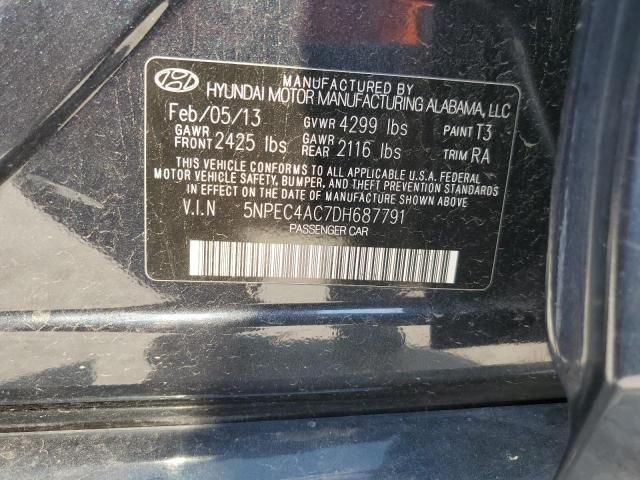 MANUFACTURED BY
HYUNDAI MOTOR MANUFACTURING ALABAMA, LLC
Feb/05/13 GVWR 4299 lbs PAINT T3
GAWR FRONT 2425 lbs GAWR REAR 2116 lbs TRIM RA
THIS VEHICLE CONFORMS TO ALL APPLICABLE U.S.A. FEDERAL
MOTOR VEHICLE SAFETY, BUMPER, AND THEFT PREVENTION STANDARDS
IN EFFECT ON THE DATE OF MANUFACTURE SHOWN ABOVE.
V.I.N 5NPEC4AC7DH687791
PASSENGER CAR